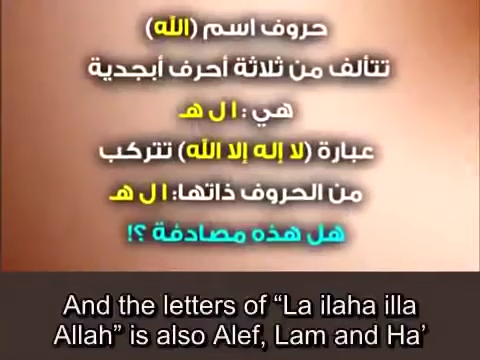 حروف اسم (الله)
تتألف من ثلاثة أحرف أبجدية
هي : ا ل هـ
عبارة (لا إله إلا الله) تتركب
من الحروف ذاتها: ا ل هـ
هل هذه مصادفة ؟!
And the letters of “La ilaha illa
Allah” is also Alef, Lam and Ha’